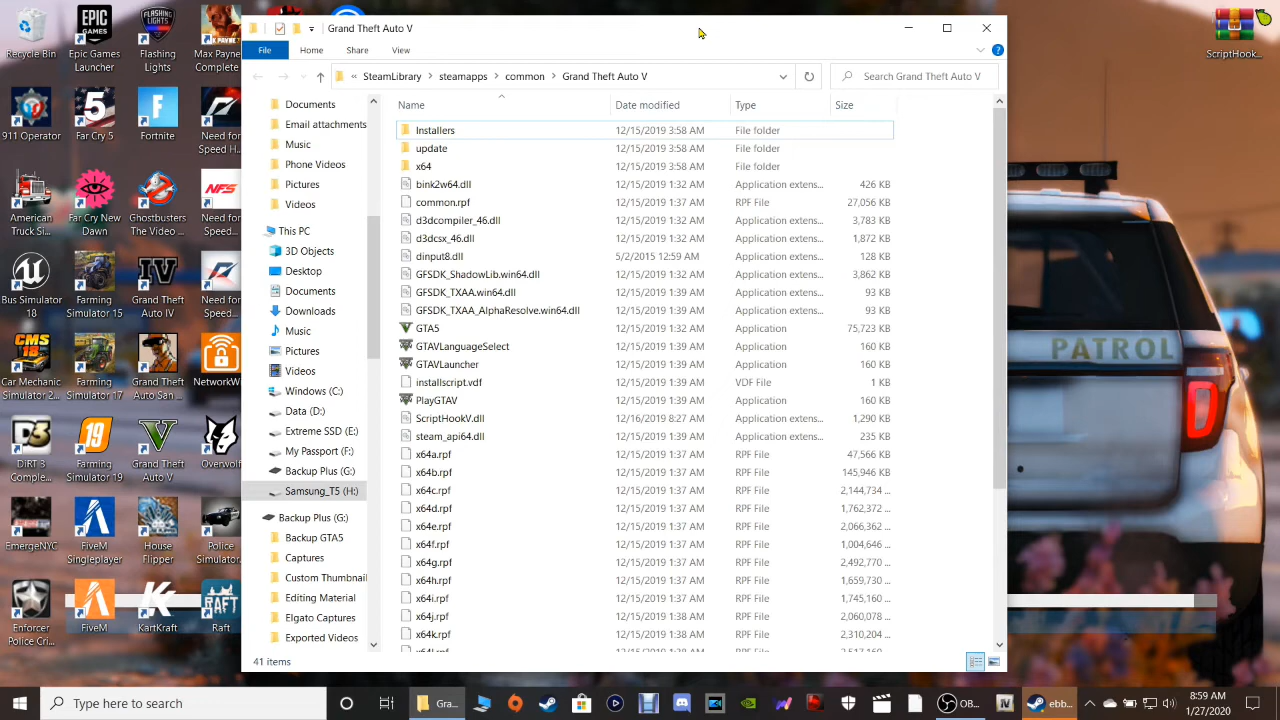 Grand Theft Auto V
File
Home
Share
View
« SteamLibrary > steamapps > common > Grand Theft Auto V
Search Grand Theft Auto V
Documents
Email attachments
Music
Phone Videos
Pictures
Videos
This PC
3D Objects
Desktop
Documents
Downloads
Music
Pictures
Videos
Windows (C:)
Data (D:)
Extreme SSD (E:)
My Passport (F:)
Backup Plus (G:)
Samsung_T5 (H:)
Backup Plus (G:)
Backup GTA5
Captures
Custom Thumbnail
Editing Material
Elgato Captures
Exported Videos
Name Date modified Type Size
Installers 12/15/2019 3:58 AM File folder
update 12/15/2019 3:58 AM File folder
x64 12/15/2019 3:58 AM File folder
bink2w64.dll 12/15/2019 1:32 AM Application extens... 426 KB
common.rpf 12/15/2019 1:37 AM RPF File 27,056 KB
d3dcompiler_46.dll 12/15/2019 1:32 AM Application extens... 3,783 KB
d3dcsx_46.dll 12/15/2019 1:32 AM Application extens... 1,872 KB
dinput8.dll 5/2/2015 12:59 AM Application extens... 128 KB
GFSDK_ShadowLib.win64.dll 12/15/2019 1:32 AM Application extens... 3,862 KB
GFSDK_TXAA.win64.dll 12/15/2019 1:39 AM Application extens... 93 KB
GFSDK_TXAA_AlphaResolve.win64.dll 12/15/2019 1:39 AM Application extens... 93 KB
GTA5 12/15/2019 1:32 AM Application 75,723 KB
GTAVLanguageSelect 12/15/2019 1:39 AM Application 160 KB
GTAVLauncher 12/15/2019 1:39 AM Application 160 KB
installscript.vdf 12/15/2019 1:39 AM VDF File 1 KB
PlayGTAV 12/15/2019 1:39 AM Application 160 KB
ScriptHookV.dll 12/16/2019 8:27 AM Application extens... 1,290 KB
steam_api64.dll 12/15/2019 1:39 AM Application extens... 235 KB
x64a.rpf 12/15/2019 1:37 AM RPF File 47,566 KB
x64b.rpf 12/15/2019 1:37 AM RPF File 145,946 KB
x64c.rpf 12/15/2019 1:37 AM RPF File 2,144,734 ...
x64d.rpf 12/15/2019 1:37 AM RPF File 1,762,372 ...
x64e.rpf 12/15/2019 1:37 AM RPF File 2,066,362 ...
x64f.rpf 12/15/2019 1:37 AM RPF File 1,004,646 ...
x64g.rpf 12/15/2019 1:37 AM RPF File 2,492,770 ...
x64h.rpf 12/15/2019 1:37 AM RPF File 1,659,730 ...
x64i.rpf 12/15/2019 1:37 AM RPF File 1,745,160 ...
x64j.rpf 12/15/2019 1:38 AM RPF File 2,060,078 ...
x64k.rpf 12/15/2019 1:38 AM RPF File 2,310,204 ...
41 items
Recycle Bin
Epic Games
Launcher
Flashing
Lights
Max Payne
911 Operator
Far Cry 5
Fortnite
Need for
Speed H...
American
Truck Si...
Far Cry New
Dawn
Ghostbusters
Need for
Bus Simulator
18
Farming
Simulator...
Grand Theft
Auto IV
Need for
Car Mechanic
Farming
Simulator 17
Grand Theft
Auto San...
NetworkW
DiRT 3
Complet...
Farming
Simulator 19
Grand Theft
Overwolf
EmergeNYC
FiveM
Singleplayer
House
Flipper
Police
Simulat
Enforcer
Police Cri...
FiveM
KartKraft
Raft
ScriptHook...
PATROL
Type here to search
Gra...
OB...
N...
ebb...
8:59 AM
1/27/2020